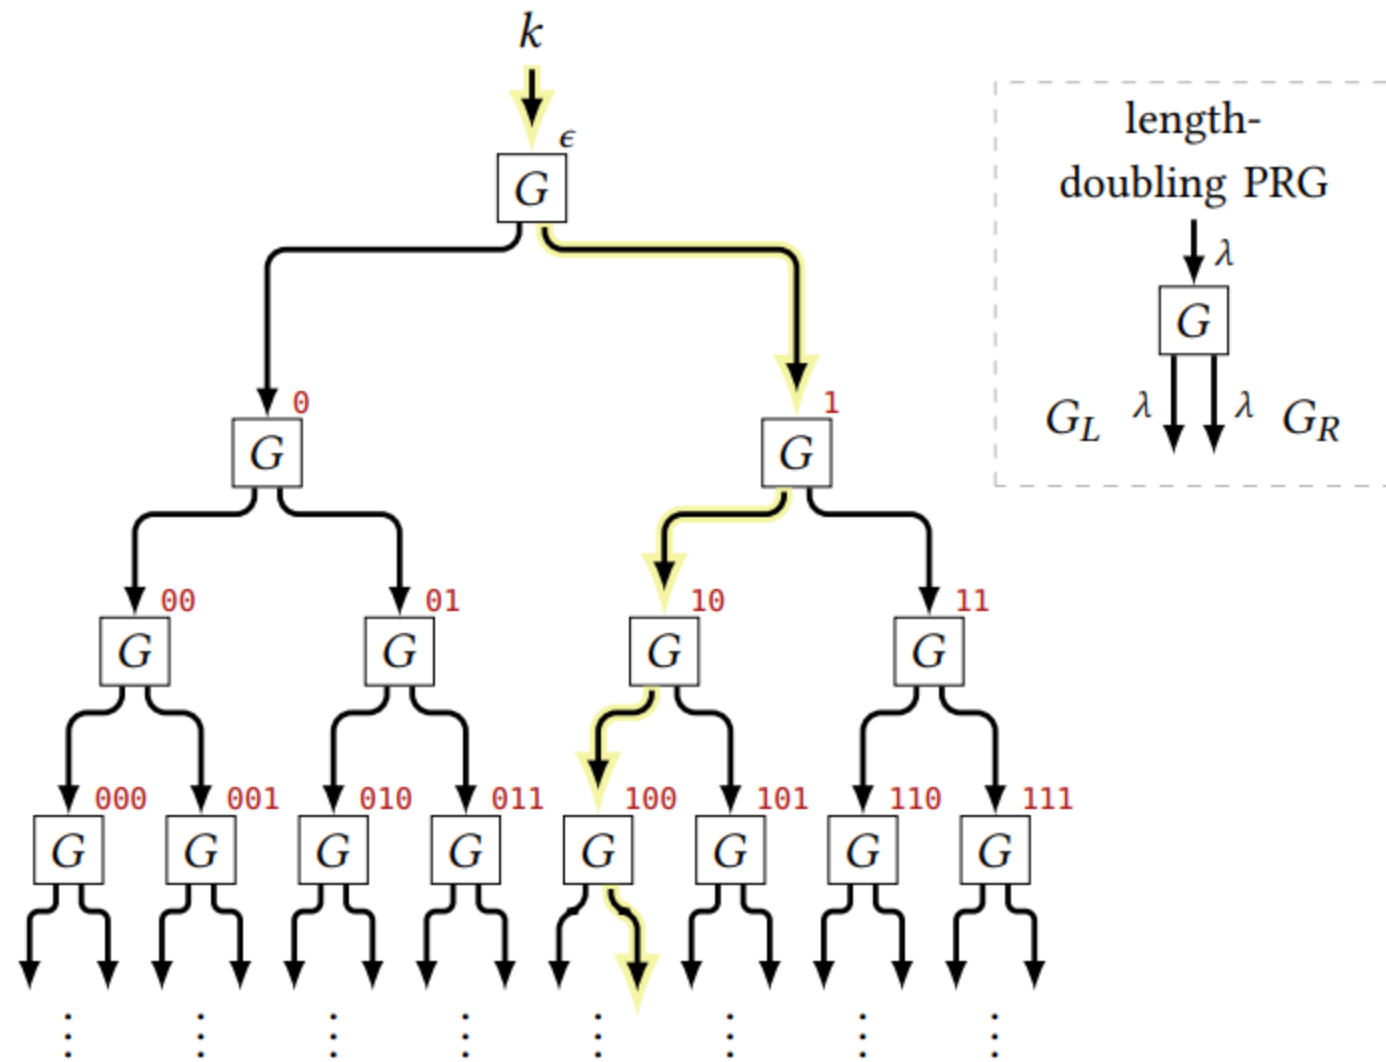 k
ϵ
G
length-
doubling PRG
λ
G
G_L λ λ G_R
0 1
G G
00 01 10 11
G G G G
000 001 010 011 100 101 110 111
G G G G G G G G